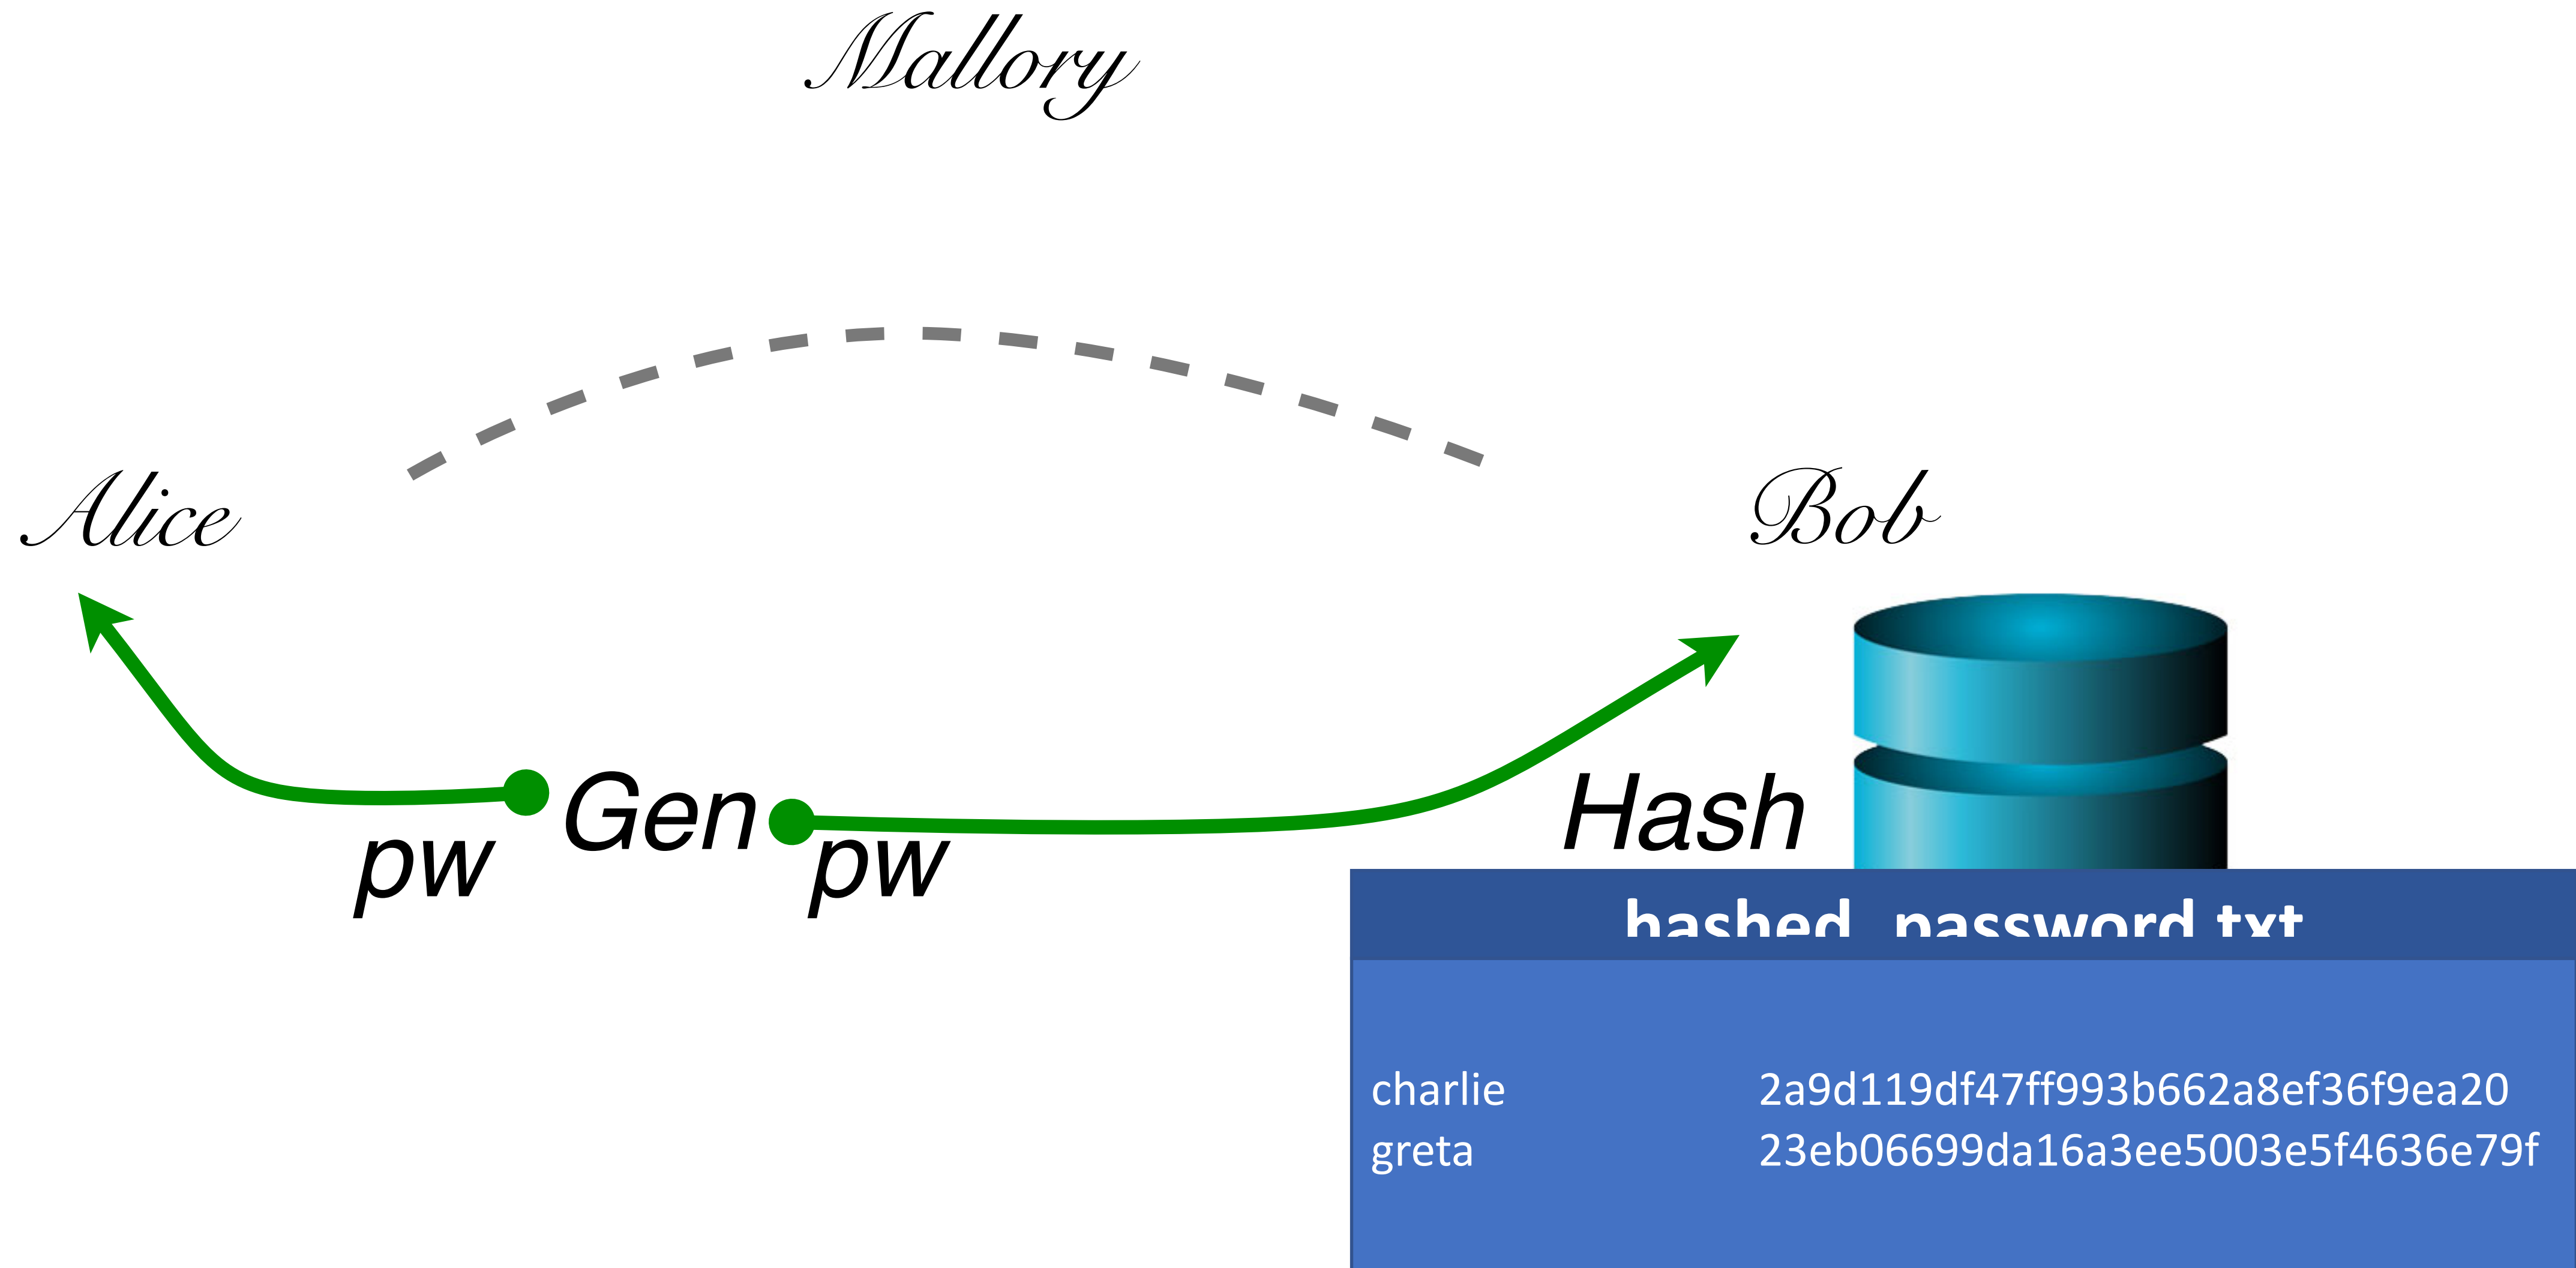 Mallory
Alice
Bob
Gen
Hash
pw
pw
hashed_password.txt
charlie 2a9d119df47ff993b662a8ef36f9ea20
greta 23eb06699da16a3ee5003e5f4636e79f